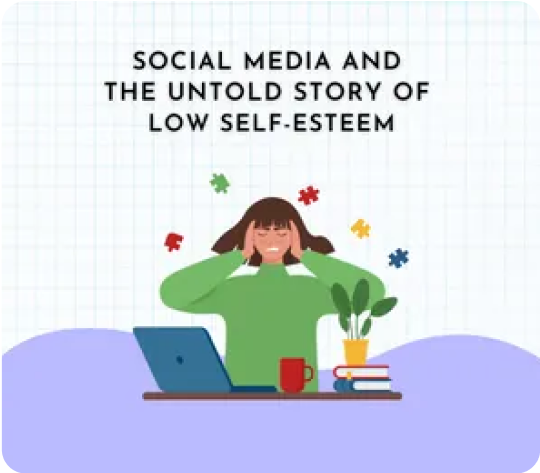 SOCIAL MEDIA AND
THE UNTOLD STORY OF
LOW SELF-ESTEEM